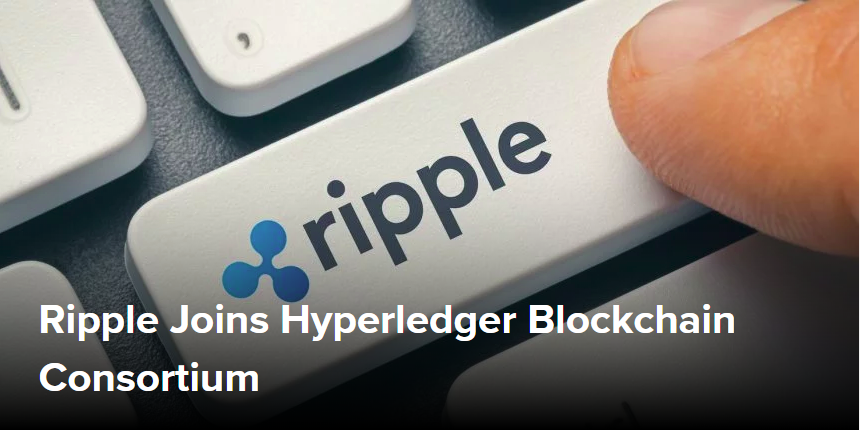 ,
ripple
Ripple Joins Hyperledger Blockchain
Consortium